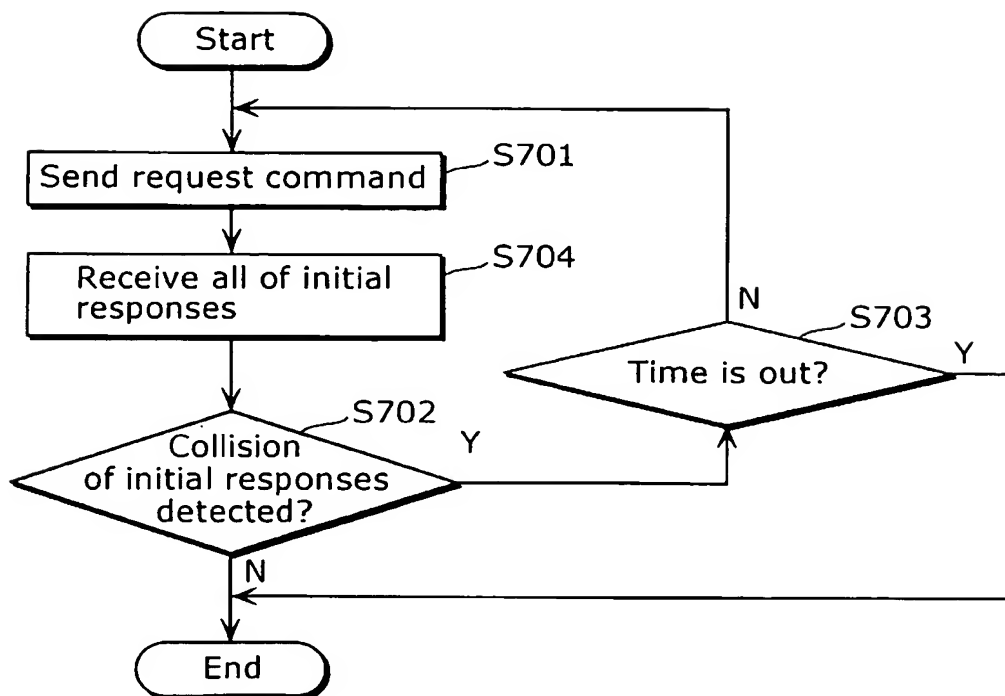 Start
Send request command
S701
Receive all of initial
responses
S704
N
S703
Time is out?
Y
S702
Collision
of initial responses
detected?
Y
N
End